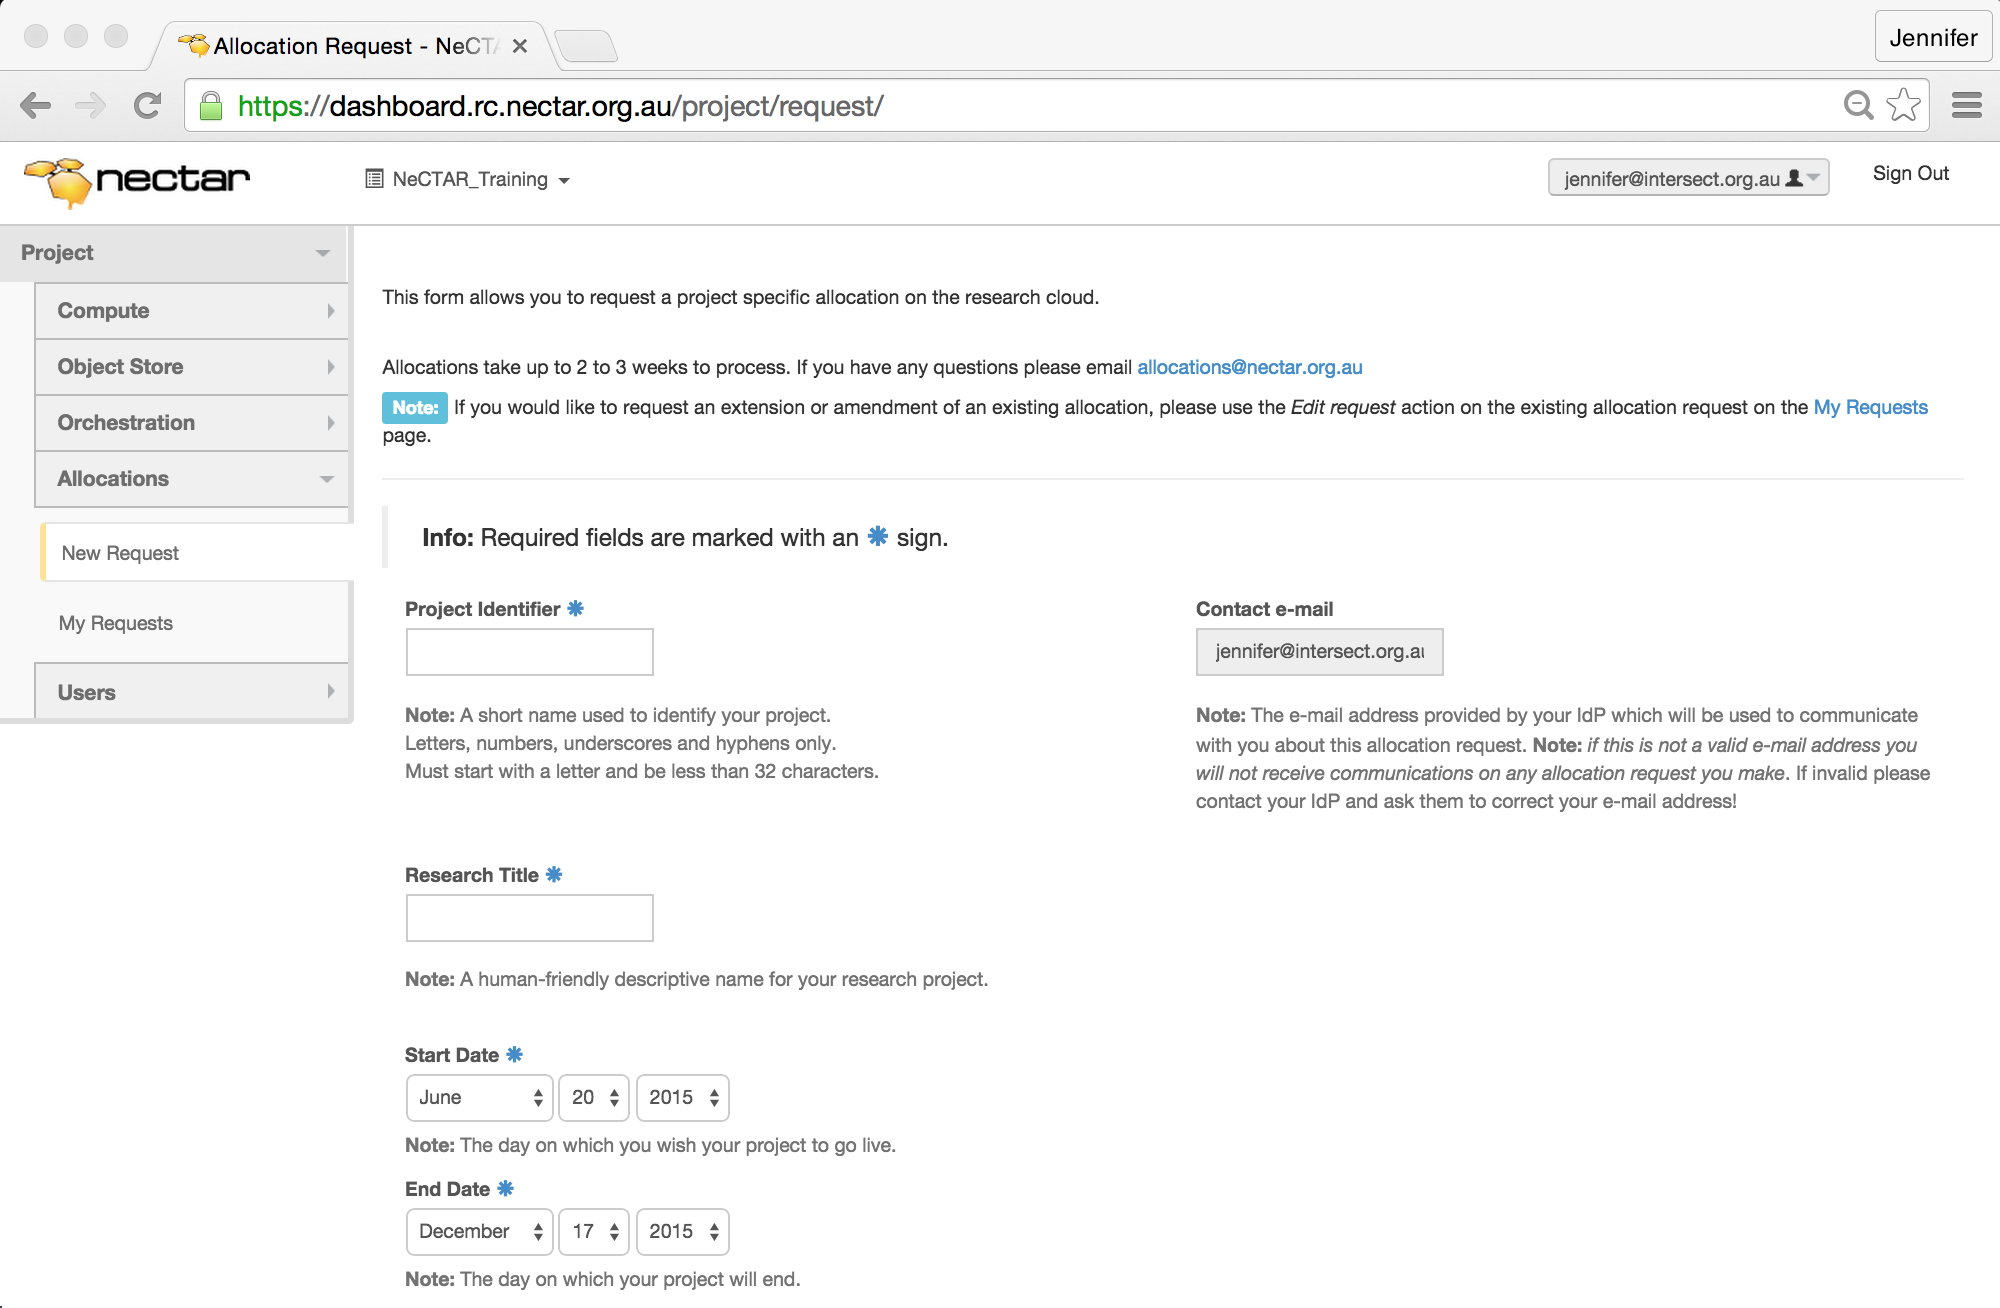 Allocation Request - NeCTA
Jennifer
https://dashboard.rc.nectar.org.au/project/request/
nectar
NeCTAR_Training
jennifer@intersect.org.au
Sign Out
Project
Compute
Object Store
Orchestration
Allocations
New Request
My Requests
Users
This form allows you to request a project specific allocation on the research cloud.
Allocations take up to 2 to 3 weeks to process. If you have any questions please email allocations@nectar.org.au
Note: If you would like to request an extension or amendment of an existing allocation, please use the Edit request action on the existing allocation request on the My Requests
page.
Info: Required fields are marked with an * sign.
Project Identifier *
Note: A short name used to identify your project.
Letters, numbers, underscores and hyphens only.
Must start with a letter and be less than 32 characters.
Contact e-mail
jennifer@intersect.org.au
Note: The e-mail address provided by your IdP which will be used to communicate
with you about this allocation request. Note: if this is not a valid e-mail address you
will not receive communications on any allocation request you make. If invalid please
contact your IdP and ask them to correct your e-mail address!
Research Title *
Note: A human-friendly descriptive name for your research project.
Start Date *
June 20 2015
Note: The day on which you wish your project to go live.
End Date *
December 17 2015
Note: The day on which your project will end.